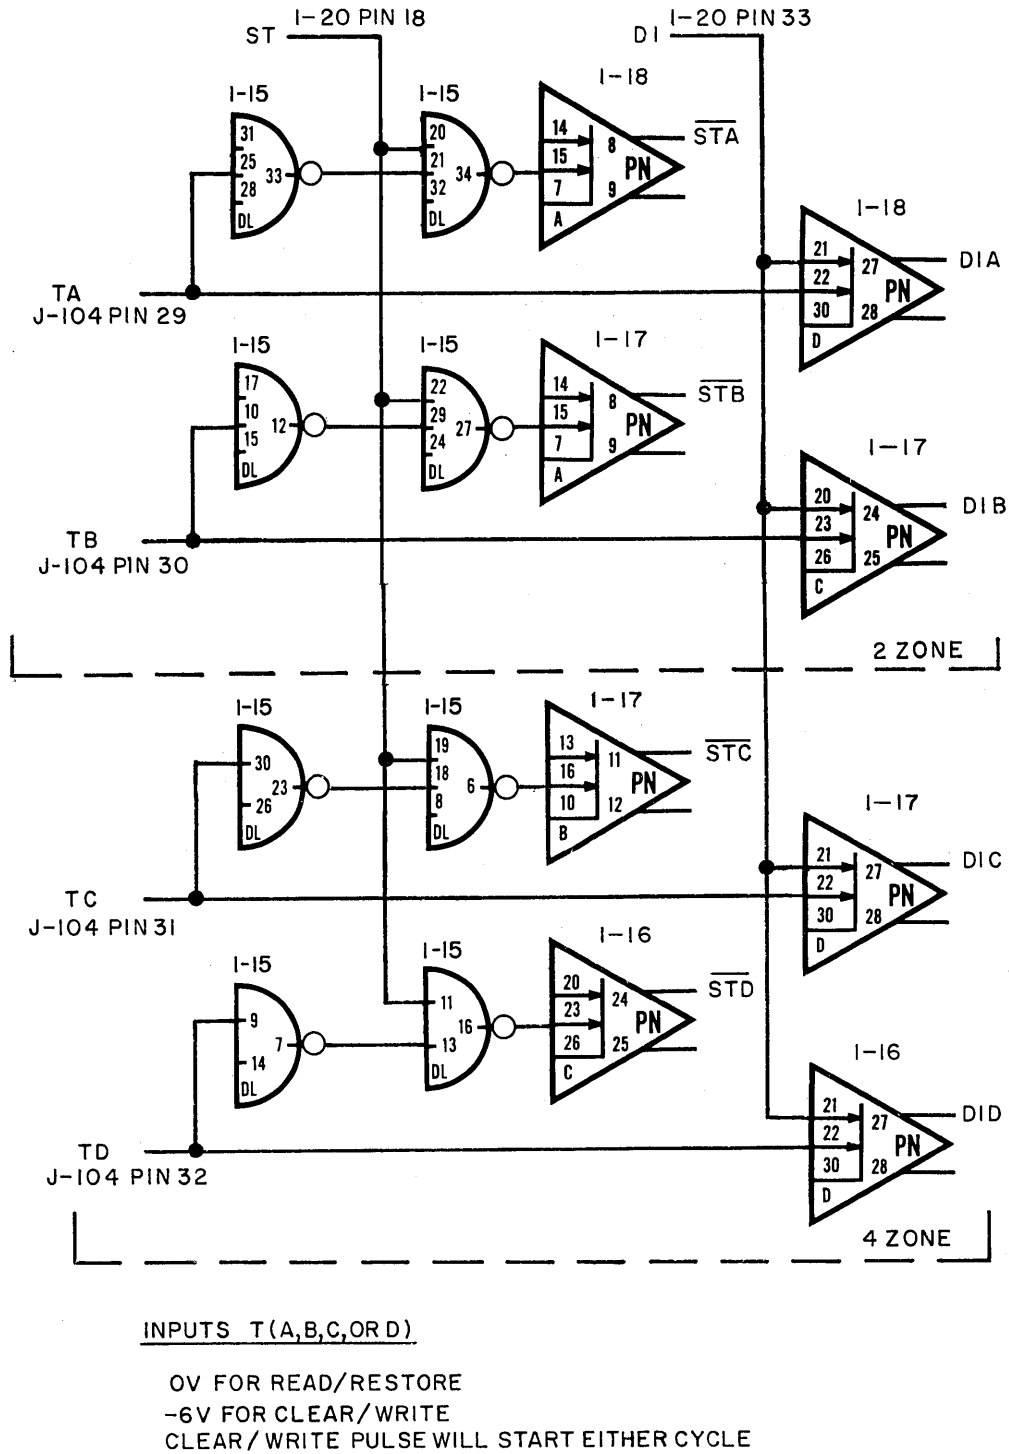 1-20 PIN 18
1-20 PIN 33
ST
DI
1-15
1-15
1-18
31
25
28
33
DL
20
21
32
34
DL
14
15
7
A
8
9
PN
S̅T̅A̅
1-18
21
22
30
D
27
28
PN
DIA
TA
J-104 PIN 29
1-15
1-15
1-17
17
10
15
12
DL
22
29
24
27
DL
14
15
7
A
8
9
PN
S̅T̅B̅
1-17
20
23
26
C
24
25
PN
DIB
TB
J-104 PIN 30
2 ZONE
1-15
1-15
1-17
30
23
26
DL
19
18
8
6
DL
13
16
10
B
11
12
PN
S̅T̅C̅
1-17
21
22
30
D
27
28
PN
DIC
TC
J-104 PIN 31
1-15
1-15
1-16
9
7
14
DL
11
16
13
DL
20
23
26
C
24
25
PN
S̅T̅D̅
1-16
21
22
30
D
27
28
PN
DID
TD
J-104 PIN 32
4 ZONE
INPUTS T(A,B,C,OR D)
0V FOR READ/RESTORE
-6V FOR CLEAR/WRITE
CLEAR/WRITE PULSE WILL START EITHER CYCLE